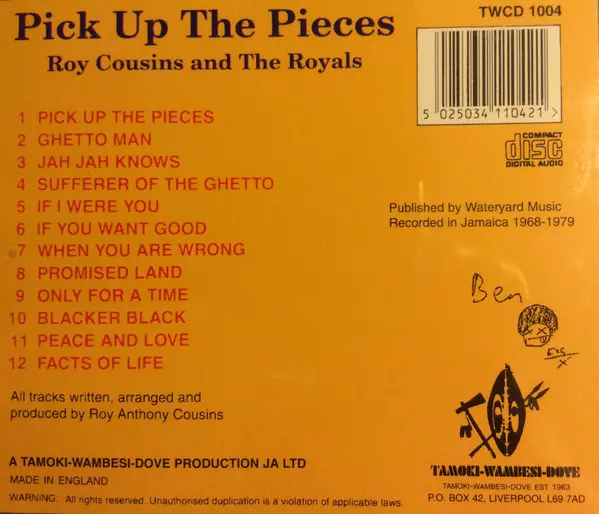 Pick Up The Pieces
Roy Cousins and The Royals
TWCD 1004
5 025034 110421 >
COMPACT
disc
DIGITAL AUDIO
1 PICK UP THE PIECES
2 GHETTO MAN
3 JAH JAH KNOWS
4 SUFFERER OF THE GHETTO
5 IF I WERE YOU
6 IF YOU WANT GOOD
7 WHEN YOU ARE WRONG
8 PROMISED LAND
9 ONLY FOR A TIME
10 BLACKER BLACK
11 PEACE AND LOVE
12 FACTS OF LIFE
Published by Wateryard Music
Recorded in Jamaica 1968-1979
Ben
All tracks written, arranged and
produced by Roy Anthony Cousins
A TAMOKI-WAMBESI-DOVE PRODUCTION JA LTD
MADE IN ENGLAND
WARNING: All rights reserved. Unauthorised duplication is a violation of applicable laws.
TAMOKI-WAMBESI-DOVE
TAMOKI-WAMBESI-DOVE EST 1963
P.O. BOX 42, LIVERPOOL L69 7AD